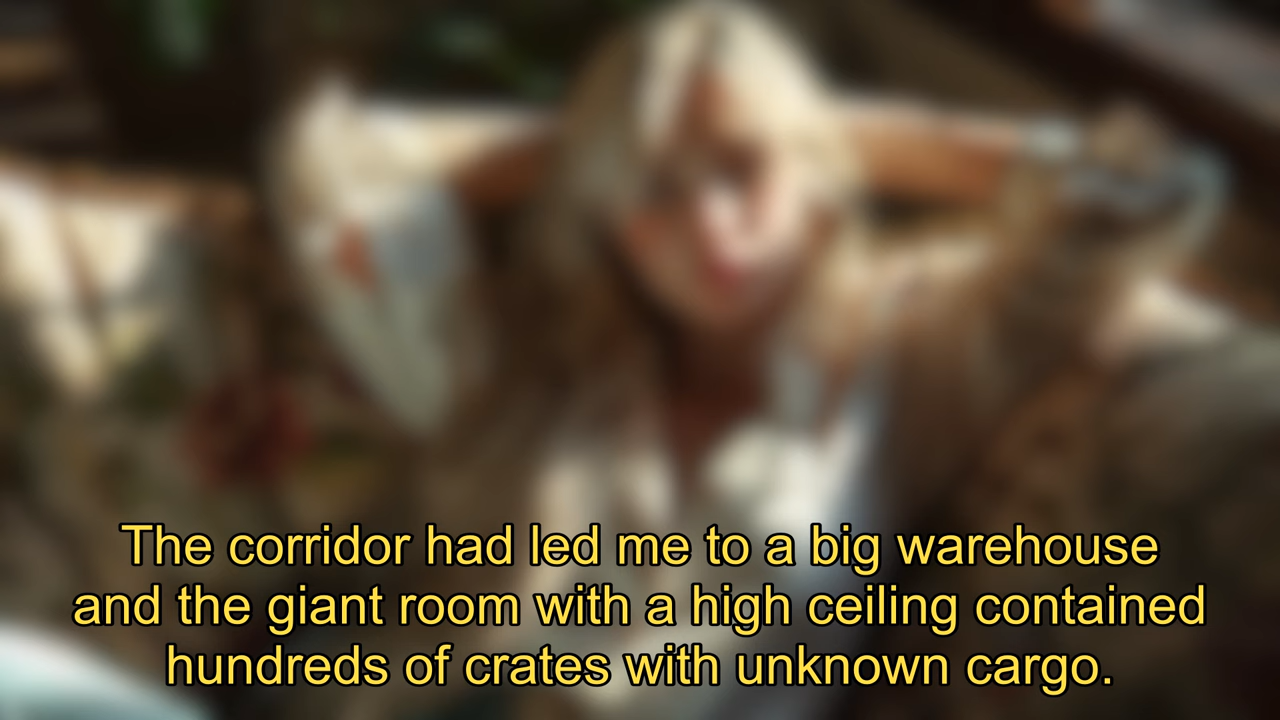 The corridor had led me to a big warehouse
and the giant room with a high ceiling contained
hundreds of crates with unknown cargo.